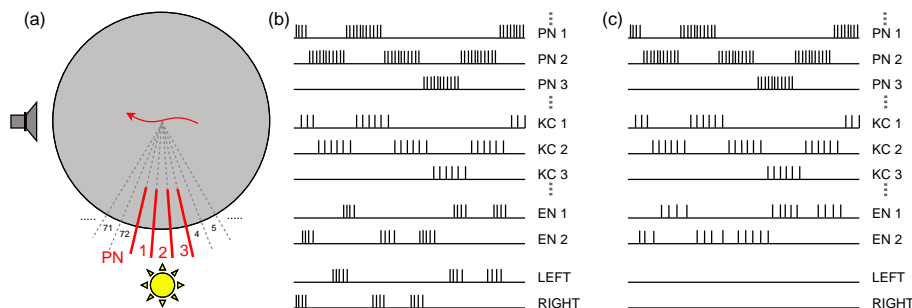 (a)
71
72
PN
1
2
3
4
5
(b)
PN 1
PN 2
PN 3
KC 1
KC 2
KC 3
EN 1
EN 2
LEFT
RIGHT
(c)
PN 1
PN 2
PN 3
KC 1
KC 2
KC 3
EN 1
EN 2
LEFT
RIGHT